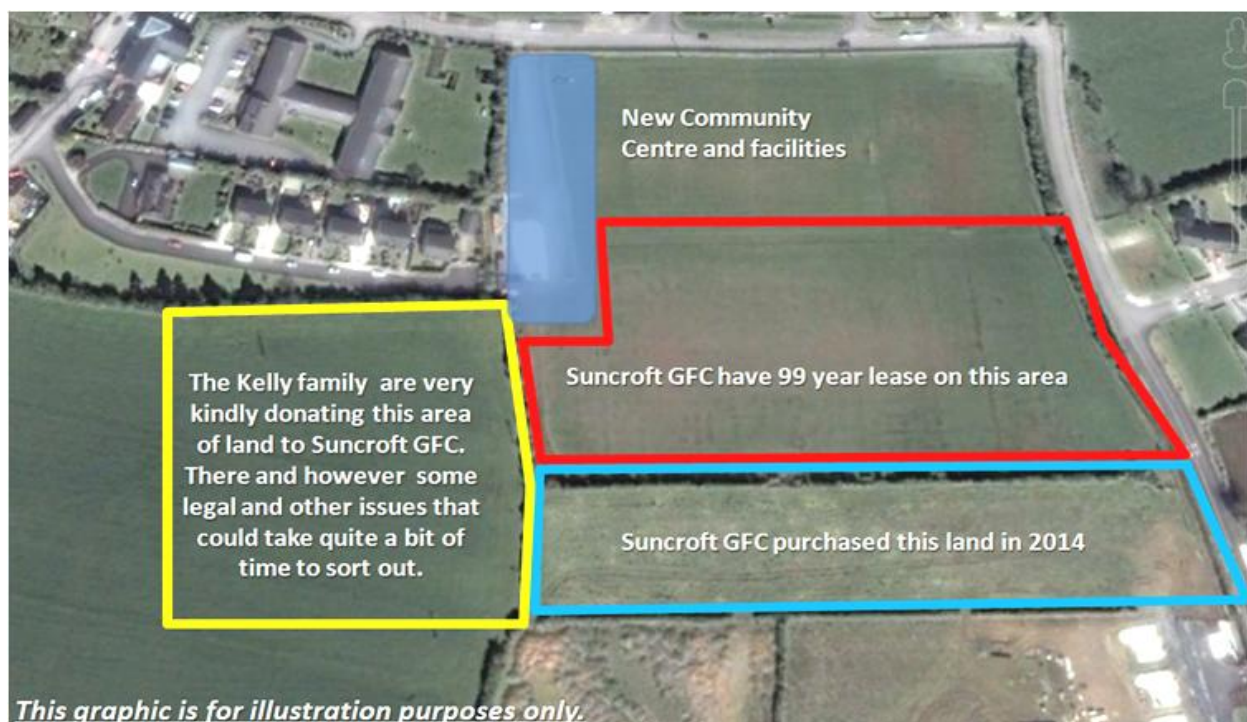 New Community
Centre and facilities
Suncroft GFC have 99 year lease on this area
The Kelly family  are very
kindly donating this area
of land to Suncroft GFC.
There and however  some
legal and other issues that
could take quite a bit of
time to sort out.
Suncroft GFC purchased this land in 2014
This graphic is for illustration purposes only.